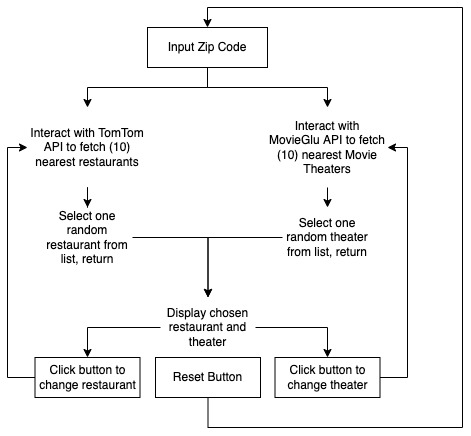 Input Zip Code
Interact with TomTom
API to fetch (10)
nearest restaurants
Interact with
MovieGlu API to fetch
(10) nearest Movie
Theaters
Select one
random
restaurant from
list, return
Select one
random theater
from list, return
Display chosen
restaurant and
theater
Click button to
change restaurant
Reset Button
Click button to
change theater